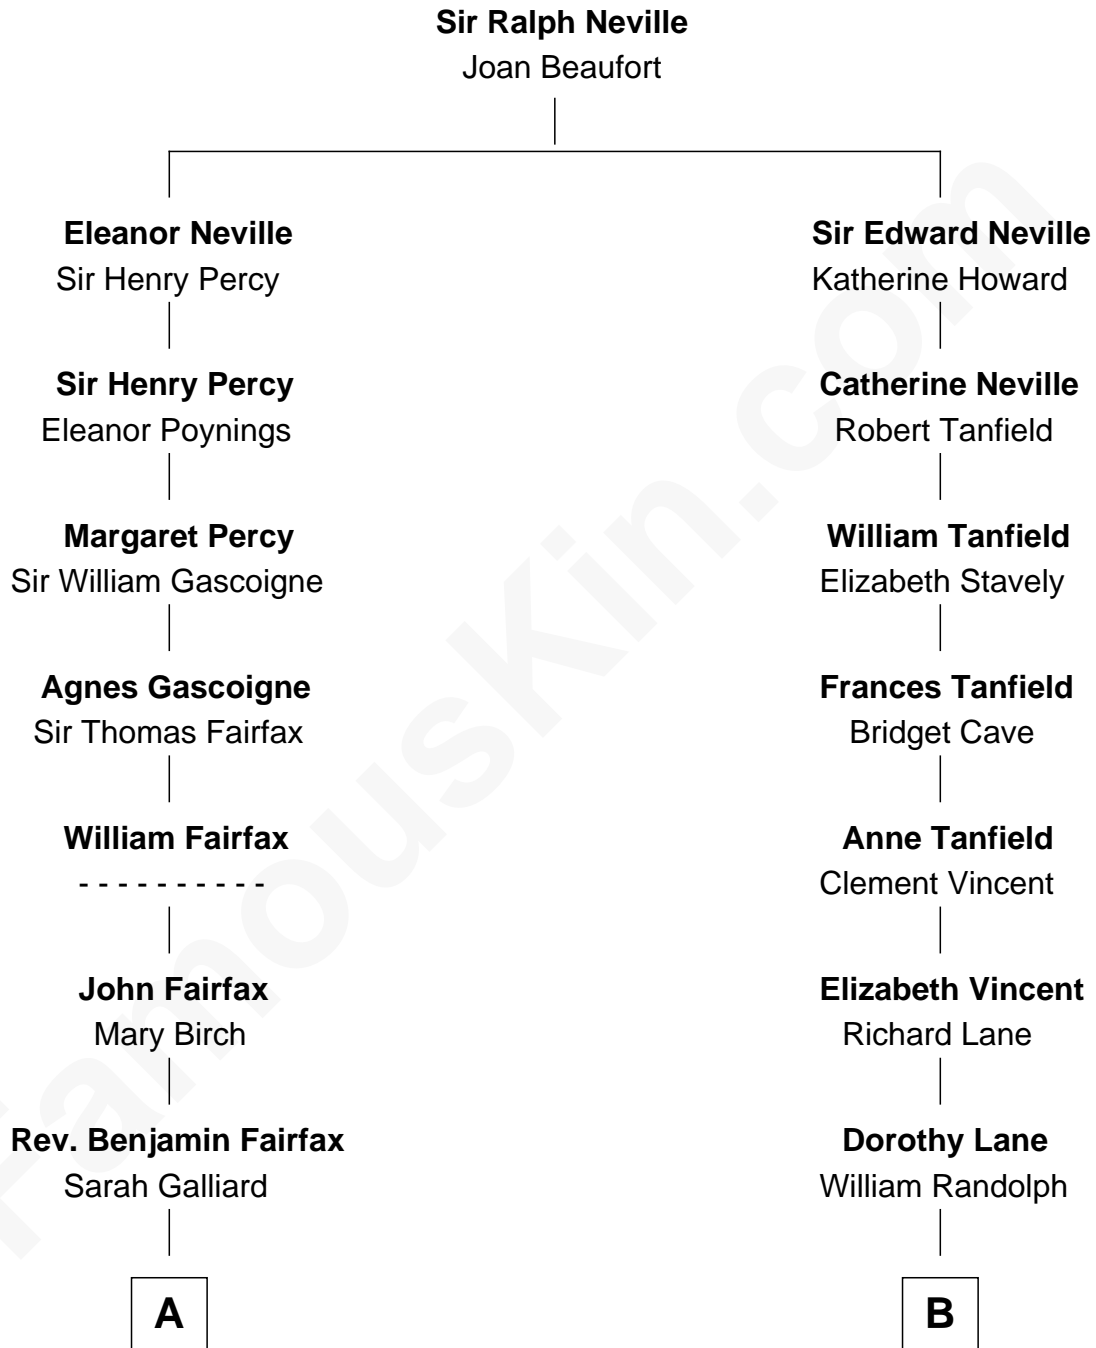 Sir Ralph Neville
Joan Beaufort
Eleanor Neville
Sir Henry Percy
Sir Edward Neville
Katherine Howard
Sir Henry Percy
Eleanor Poynings
Catherine Neville
Robert Tanfield
Margaret Percy
Sir William Gascoigne
William Tanfield
Elizabeth Stavely
Agnes Gascoigne
Sir Thomas Fairfax
Frances Tanfield
Bridget Cave
William Fairfax
- - - - - - - - - -
Anne Tanfield
Clement Vincent
John Fairfax
Mary Birch
Elizabeth Vincent
Richard Lane
Rev. Benjamin Fairfax
Sarah Galliard
Dorothy Lane
William Randolph
A
B
FamousKin.com